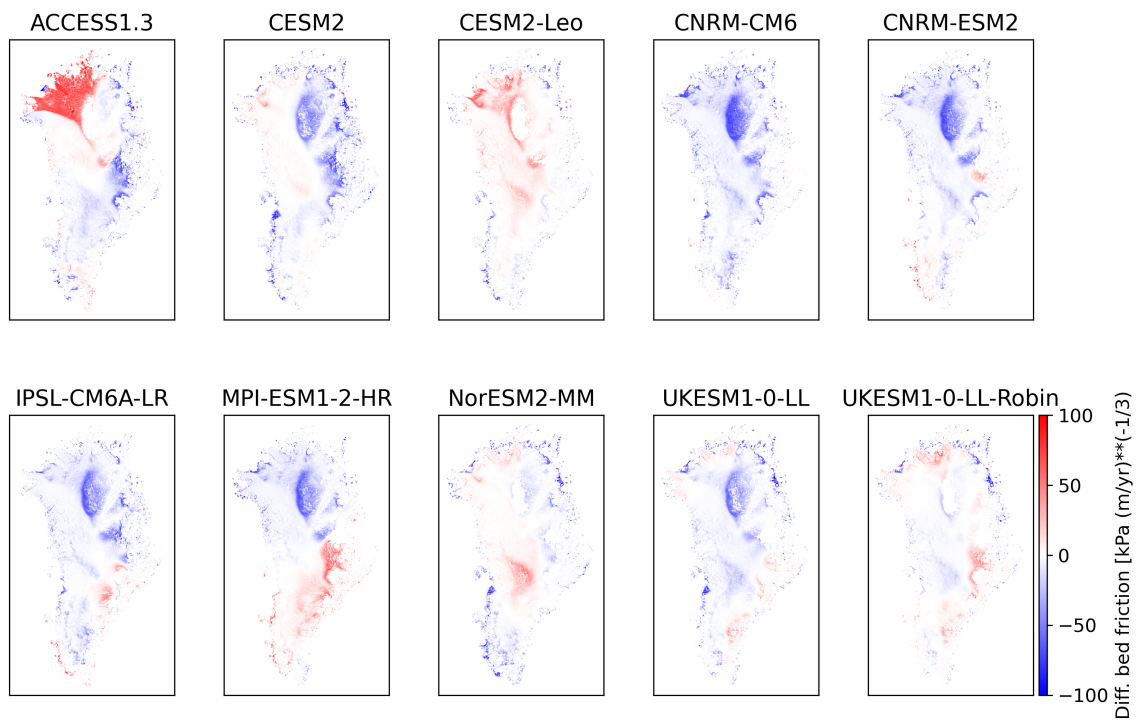 ACCESS1.3
CESM2
CESM2-Leo
CNRM-CM6
CNRM-ESM2
IPSL-CM6A-LR
MPI-ESM1-2-HR
NorESM2-MM
UKESM1-0-LL
UKESM1-0-LL-Robin
100
50
0
−50
−100
Diff. bed friction [kPa (m/yr)**(-1/3)